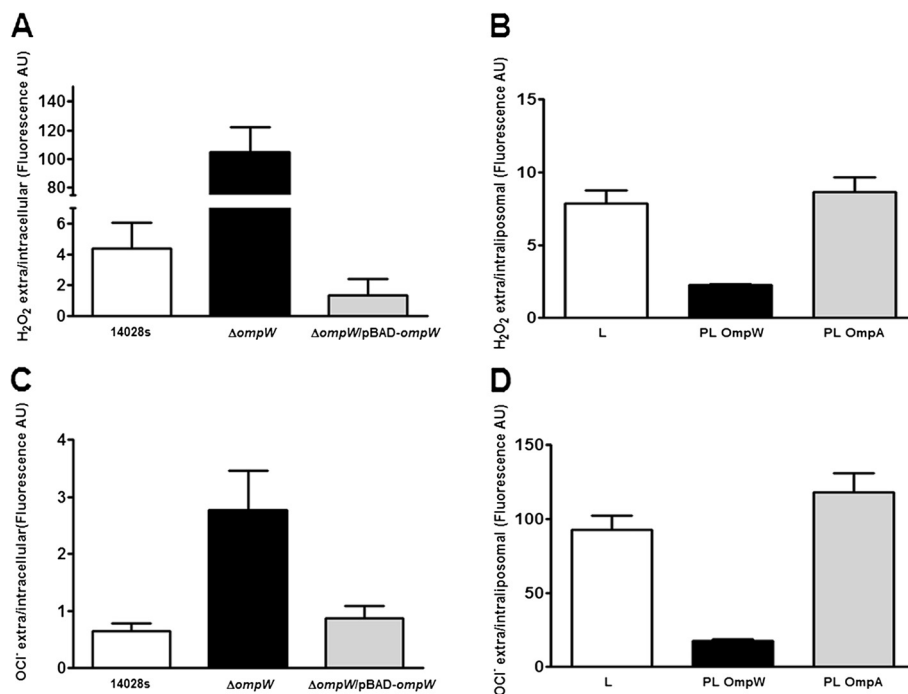 A
H₂O₂ extra/intracellular (Fluorescence AU)
140
120
100
80
6
4
2
0
14028s
ΔompW
ΔompW/pBAD-ompW
B
H₂O₂ extra/intraliposomal (Fluorescence AU)
15
10
5
0
L
PL OmpW
PL OmpA
C
OCl⁻ extra/intracellular(Fluorescence AU)
4
3
2
1
0
14028s
ΔompW
ΔompW/pBAD-ompW
D
OCl⁻ extra/intraliposomal (Fluorescence AU)
150
100
50
0
L
PL OmpW
PL OmpA